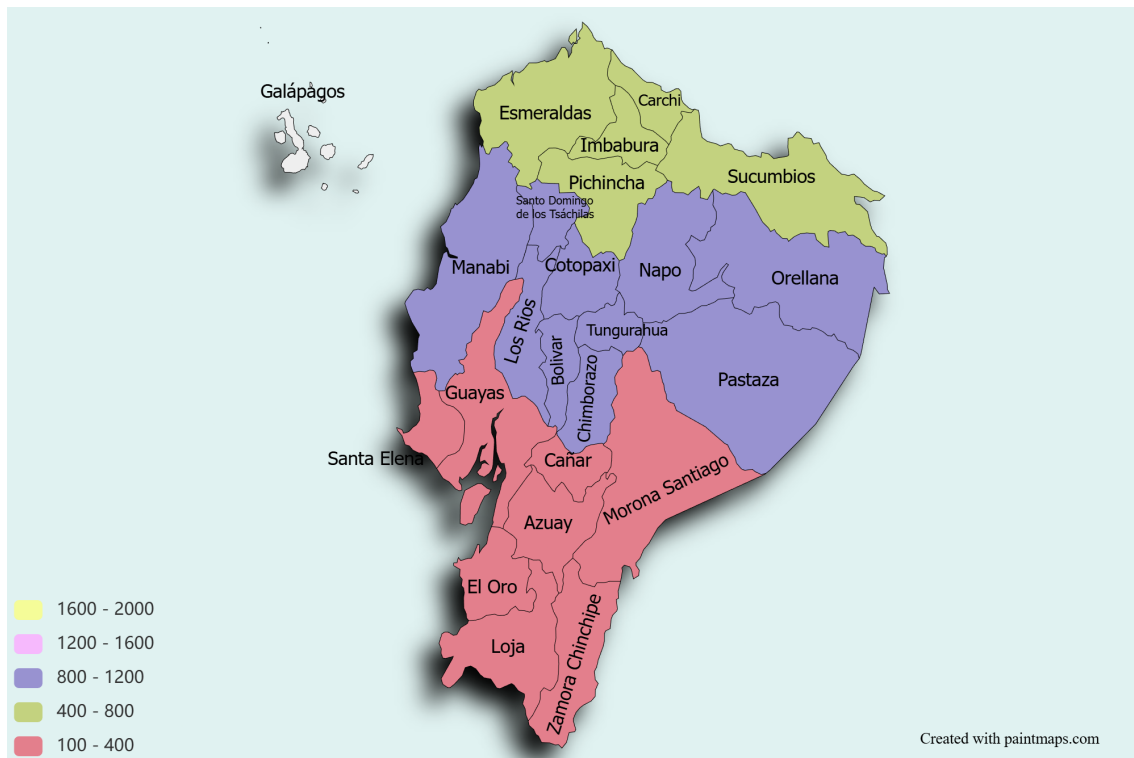 Galápagos
Esmeraldas
Carchi
Imbabura
Pichincha
Sucumbios
Santo Domingo
de los Tsáchilas
Manabi
Cotopaxi
Napo
Orellana
Los Rios
Tungurahua
Bolivar
Chimborazo
Pastaza
Guayas
Santa Elena
Cañar
Morona Santiago
Azuay
El Oro
Loja
Zamora Chinchipe
1600 - 2000
1200 - 1600
800 - 1200
400 - 800
100 - 400
Created with paintmaps.com